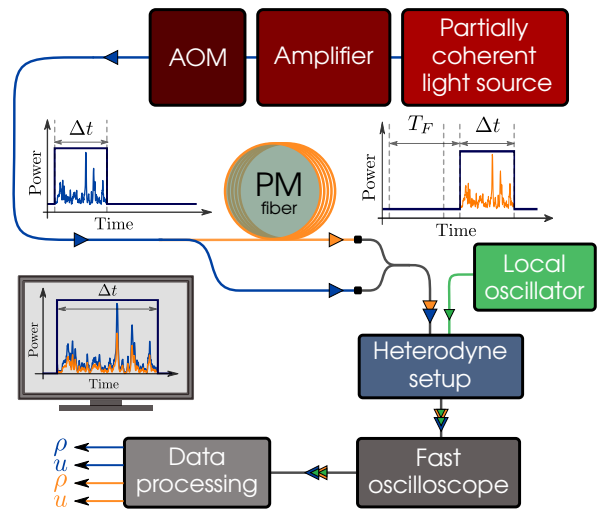 AOM
Amplifier
Partially
coherent
light source
Δt
Power
Time
PM
fiber
T_F
Δt
Power
Time
Local
oscillator
Δt
Power
Time
Heterodyne
setup
ρ
u
ρ
u
Data
processing
Fast
oscilloscope